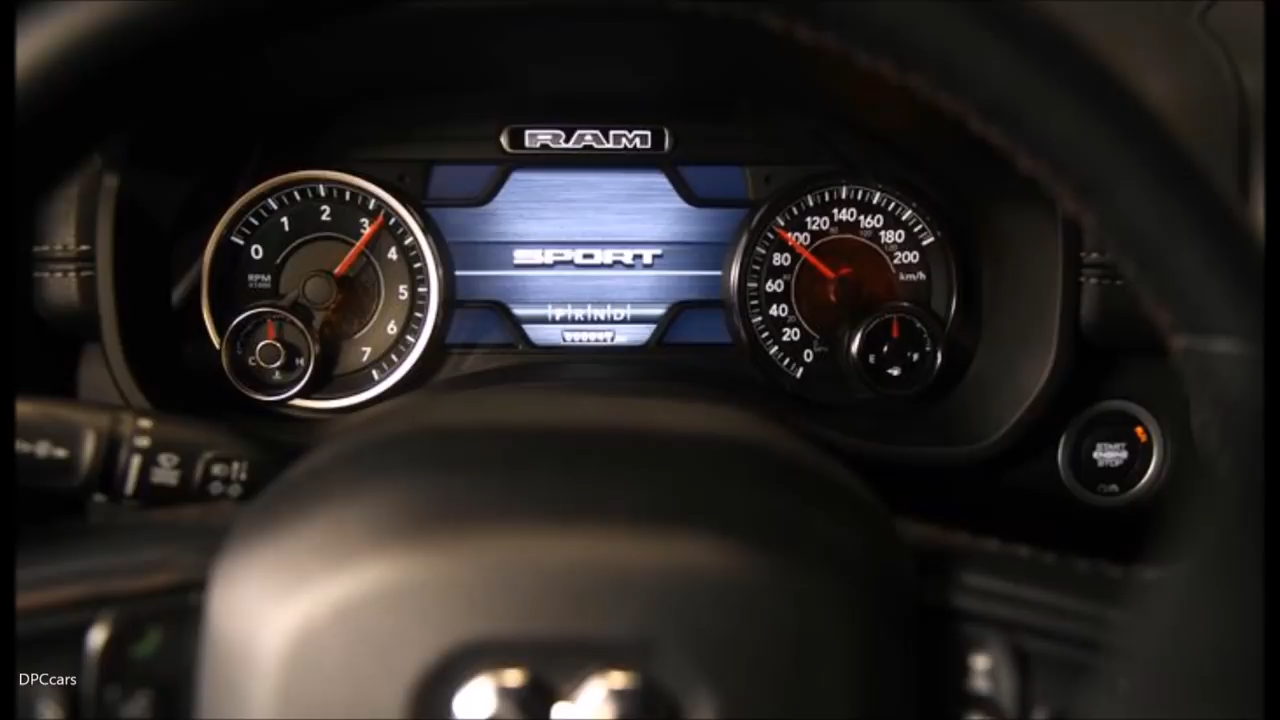 RAM
SPORT
PRND
0 1 2 3 4 5 6 7
RPM
C H
0 20 40 60 80 100 120 140 160 180 200
km/h
E F
START
ENGINE
STOP
DPCcars